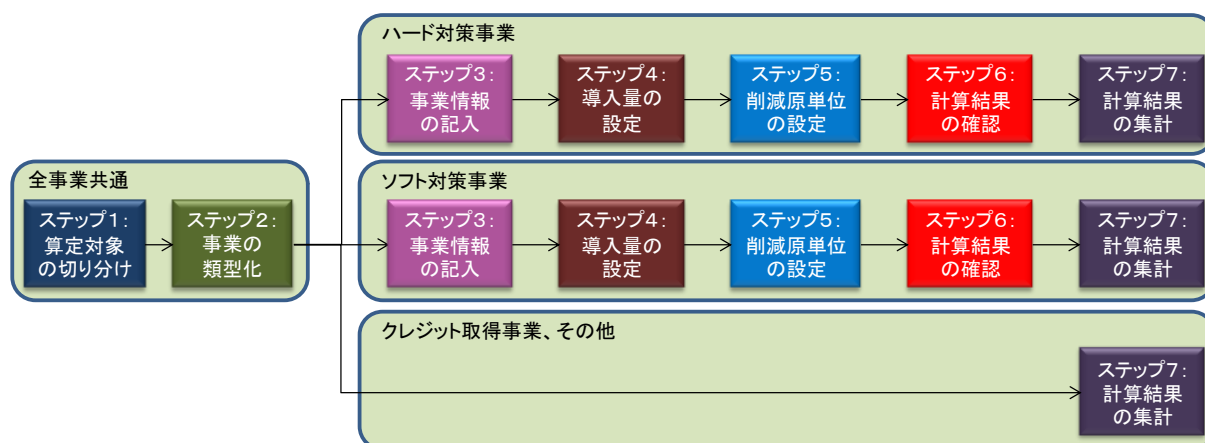 全事業共通
ステップ1:
算定対象
の切り分け
ステップ2:
事業の
類型化
ハード対策事業
ステップ3:
事業情報
の記入
ステップ4:
導入量の
設定
ステップ5:
削減原単位
の設定
ステップ6:
計算結果
の確認
ステップ7:
計算結果
の集計
ソフト対策事業
ステップ3:
事業情報
の記入
ステップ4:
導入量の
設定
ステップ5:
削減原単位
の設定
ステップ6:
計算結果
の確認
ステップ7:
計算結果
の集計
クレジット取得事業、その他
ステップ7:
計算結果
の集計